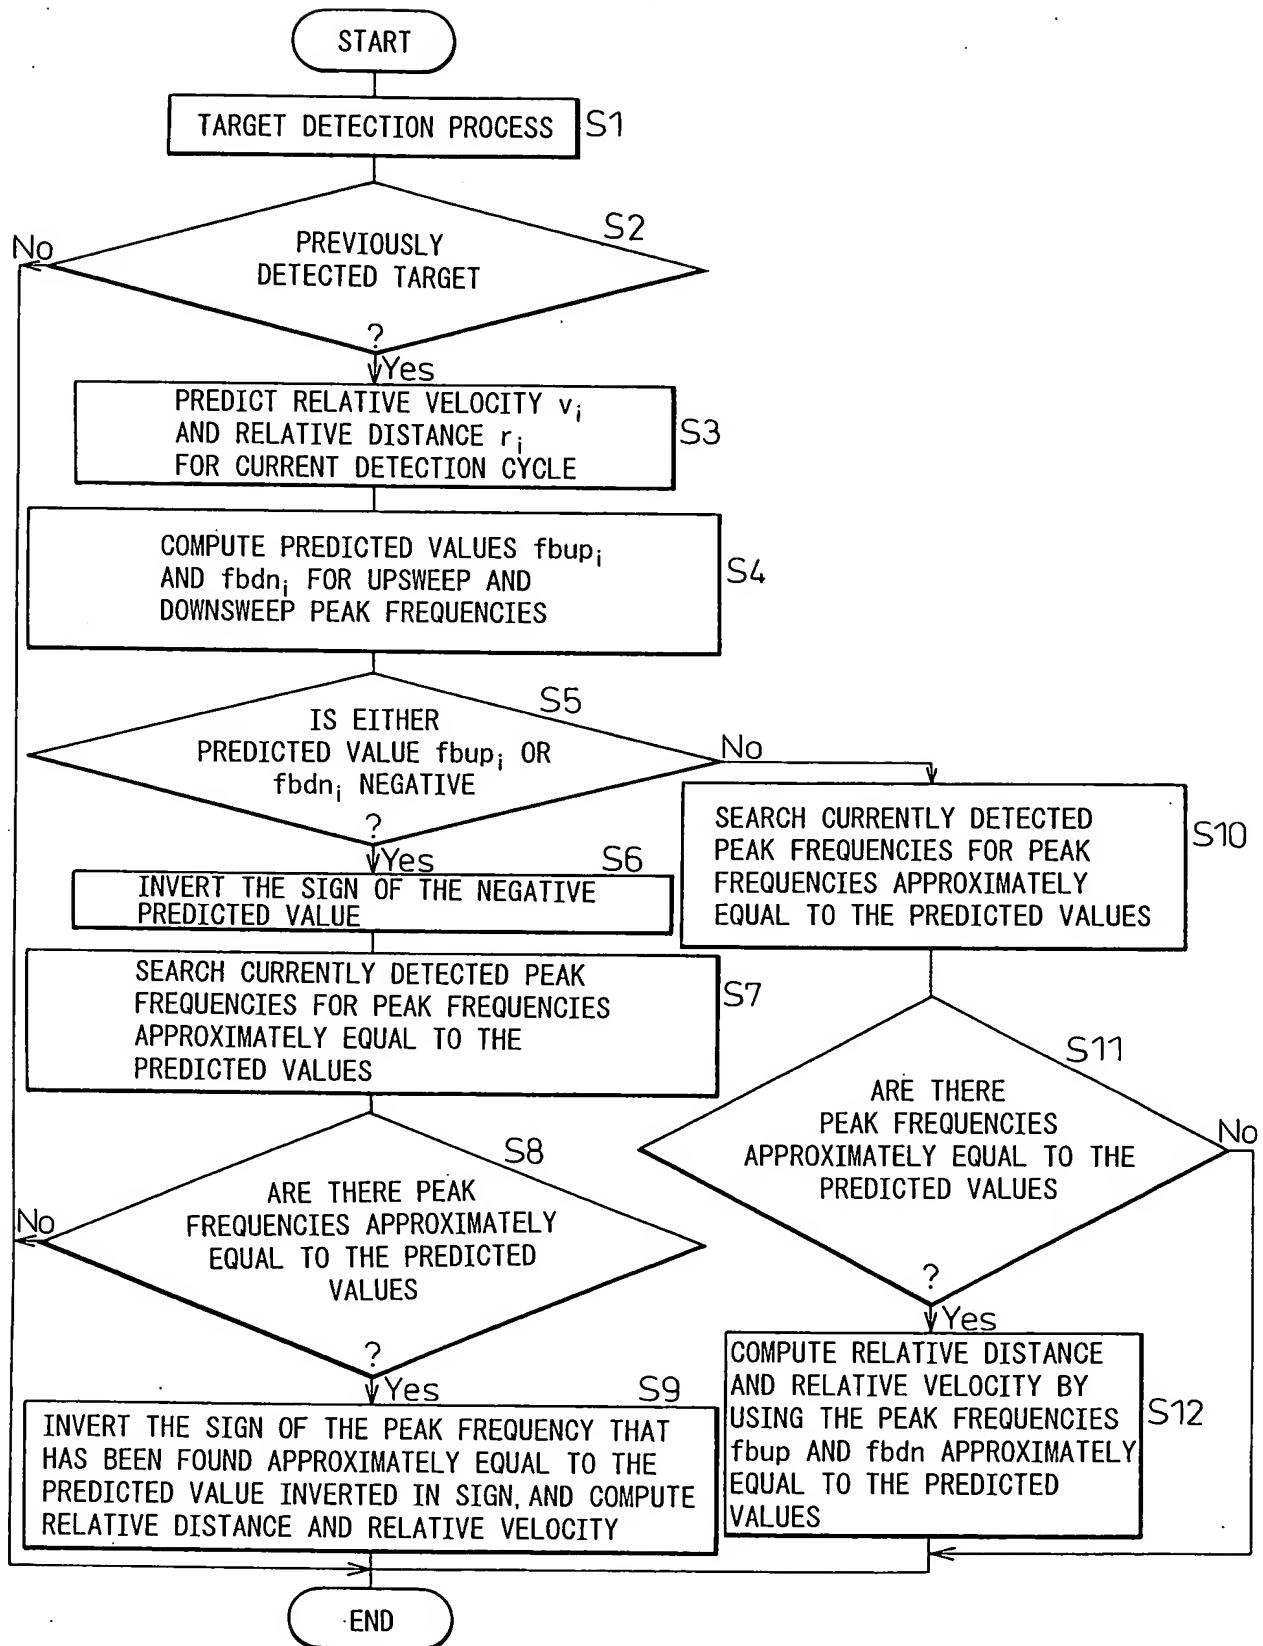 START
TARGET DETECTION PROCESS
S1
S2
PREVIOUSLY
DETECTED TARGET
?
No
Yes
PREDICT RELATIVE VELOCITY vi
AND RELATIVE DISTANCE ri
FOR CURRENT DETECTION CYCLE
S3
COMPUTE PREDICTED VALUES fbupi
AND fbdni FOR UPSWEEP AND
DOWNSWEEP PEAK FREQUENCIES
S4
S5
IS EITHER
PREDICTED VALUE fbupi OR
fbdni NEGATIVE
?
No
Yes
S6
INVERT THE SIGN OF THE NEGATIVE
PREDICTED VALUE
SEARCH CURRENTLY DETECTED PEAK
FREQUENCIES FOR PEAK FREQUENCIES
APPROXIMATELY EQUAL TO THE
PREDICTED VALUES
S7
S8
ARE THERE PEAK
FREQUENCIES APPROXIMATELY
EQUAL TO THE PREDICTED
VALUES
?
No
Yes
S9
INVERT THE SIGN OF THE PEAK FREQUENCY THAT
HAS BEEN FOUND APPROXIMATELY EQUAL TO THE
PREDICTED VALUE INVERTED IN SIGN, AND COMPUTE
RELATIVE DISTANCE AND RELATIVE VELOCITY
SEARCH CURRENTLY DETECTED
PEAK FREQUENCIES FOR PEAK
FREQUENCIES APPROXIMATELY
EQUAL TO THE PREDICTED VALUES
S10
S11
ARE THERE
PEAK FREQUENCIES
APPROXIMATELY EQUAL TO THE
PREDICTED VALUES
?
No
Yes
COMPUTE RELATIVE DISTANCE
AND RELATIVE VELOCITY BY
USING THE PEAK FREQUENCIES
fbup AND fbdn APPROXIMATELY
EQUAL TO THE PREDICTED
VALUES
S12
END